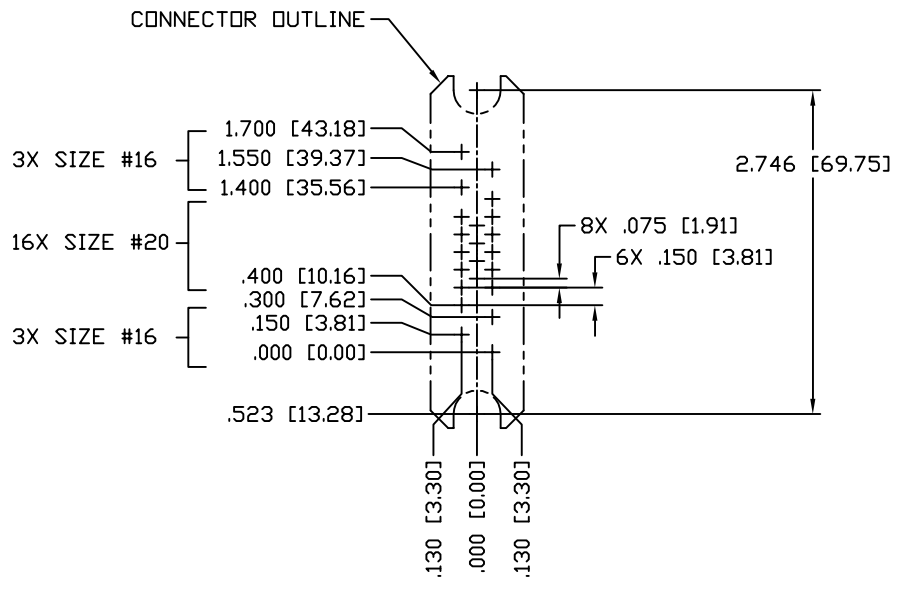 CONNECTOR OUTLINE
1.700 [43.18]
3X SIZE #16
1.550 [39.37]
2.746 [69.75]
1.400 [35.56]
8X .075 [1.91]
16X SIZE #20
6X .150 [3.81]
.400 [10.16]
.300 [7.62]
.150 [3.81]
3X SIZE #16
.000 [0.00]
.523 [13.28]
.130 [3.30]
.000 [0.00]
.130 [3.30]